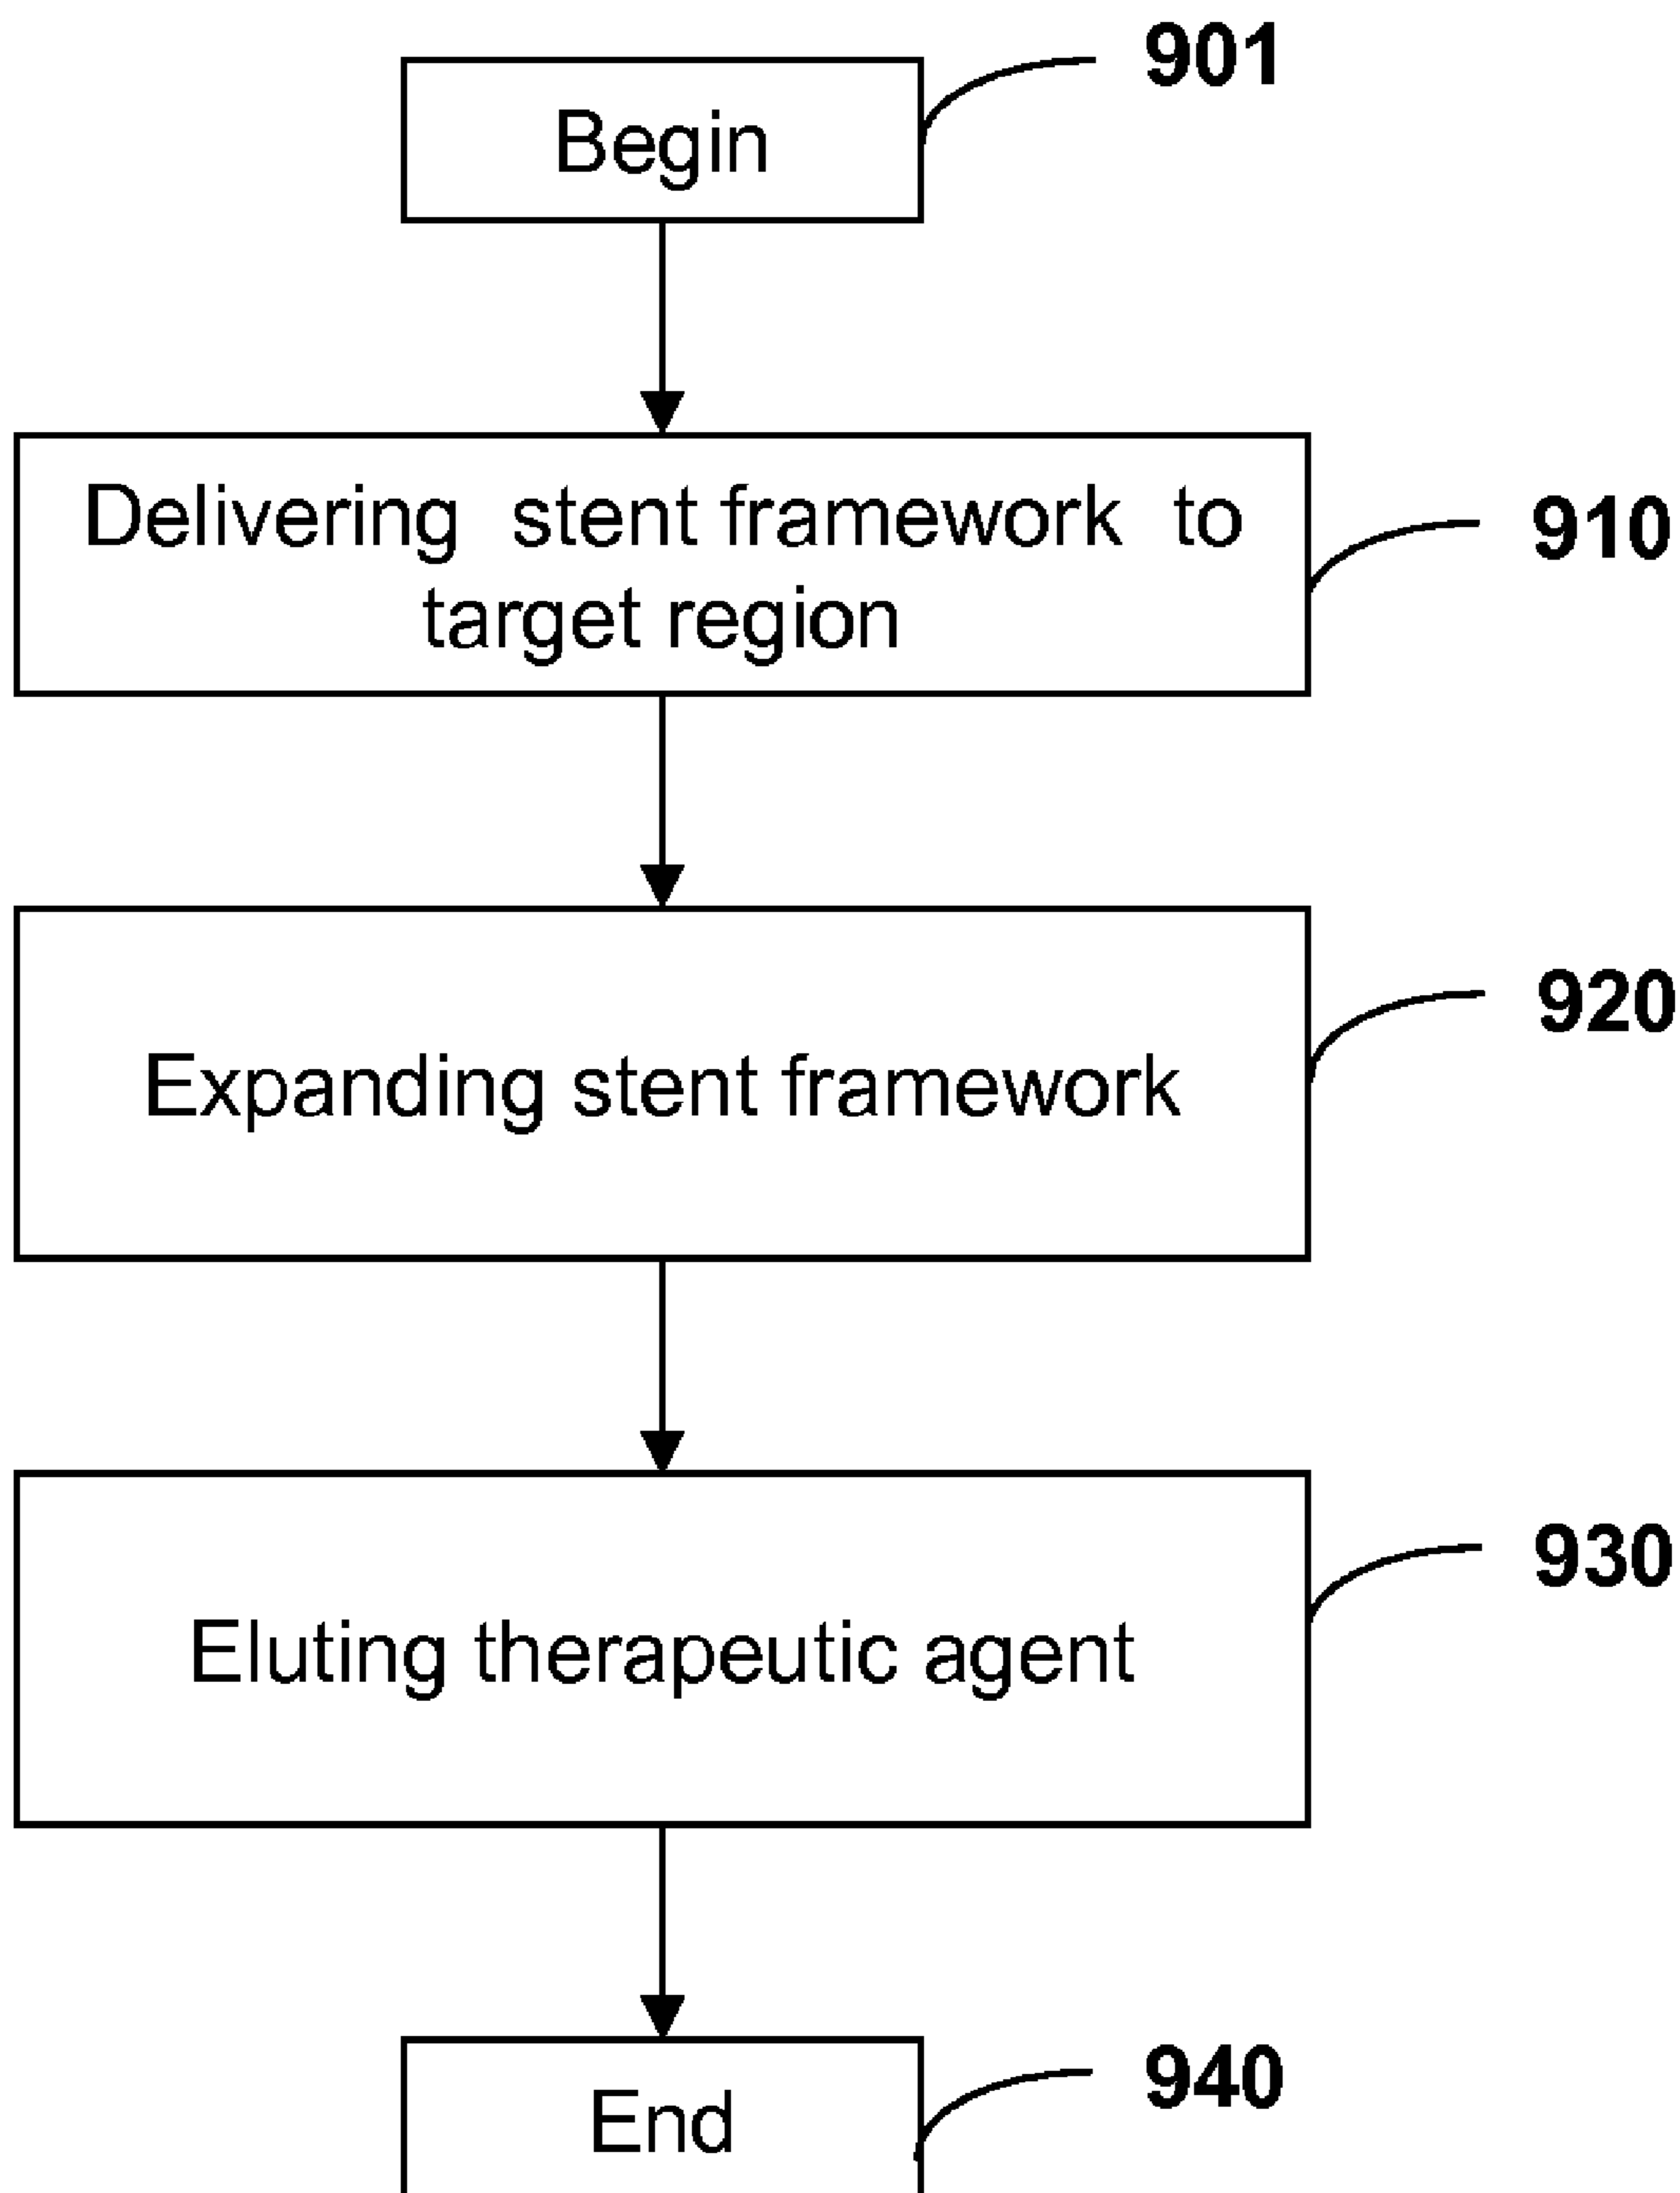 Begin
901
Delivering stent framework to
target region
910
Expanding stent framework
920
Eluting therapeutic agent
930
End
940